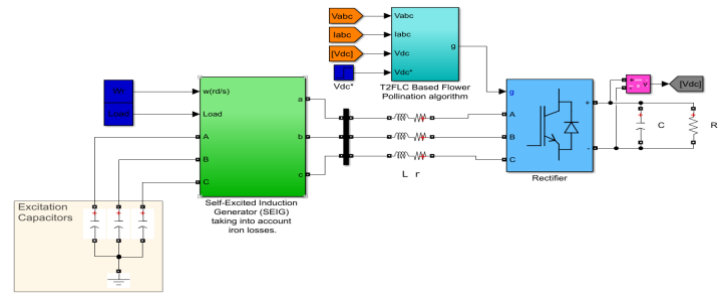 Vabc
Iabc
[Vdc]
Vdc*
Vabc
Iabc
Vdc
Vdc*
g
T2FLC Based Flower
Pollination algorithm
w(rd/s)
Load
A
B
C
a
b
c
Self-Excited Induction
Generator (SEIG)
taking into account
iron losses.
L r
g
A
B
C
+
-
Rectifier
v
[Vdc]
C
R
Excitation
Capacitors